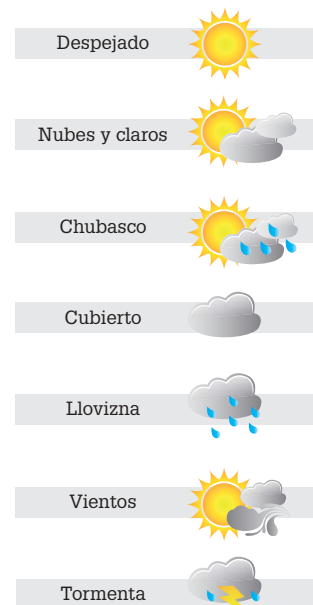 Despejado
Nubes y claros
Chubasco
Cubierto
Llovizna
Vientos
Tormenta